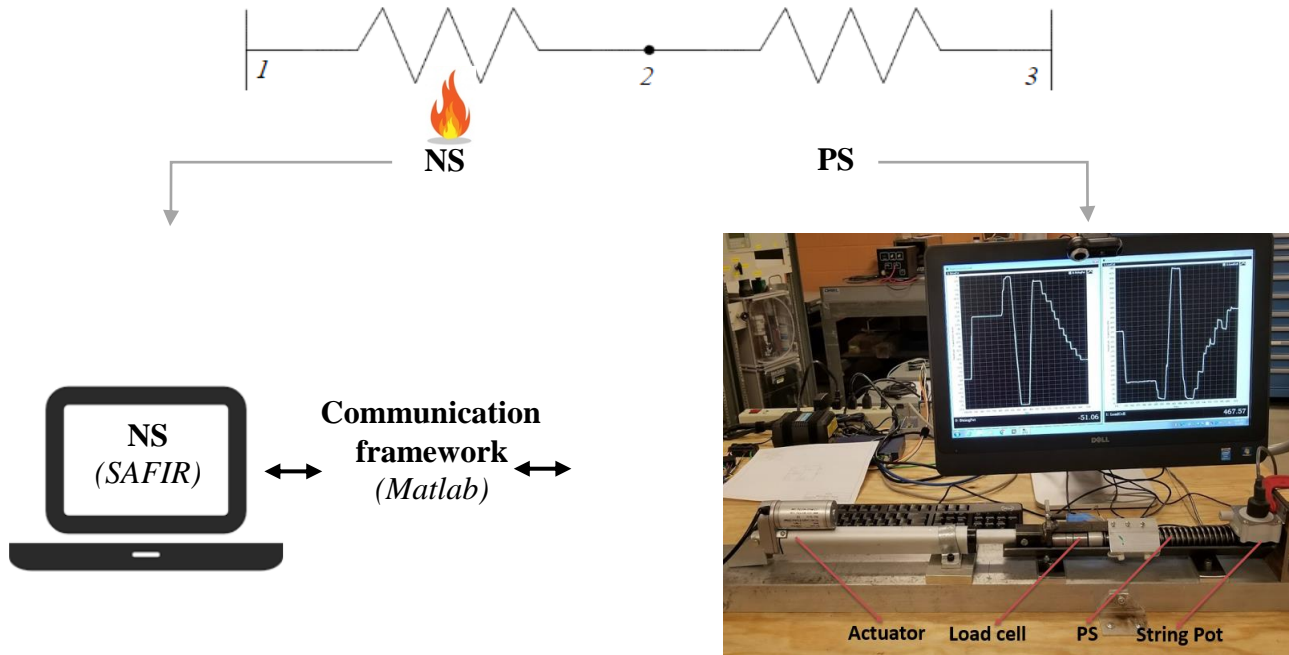 1
2
3
NS
PS
NS
(SAFIR)
Communication
framework
(Matlab)
-51.06
467.57
DELL
Actuator
Load cell
PS
String Pot